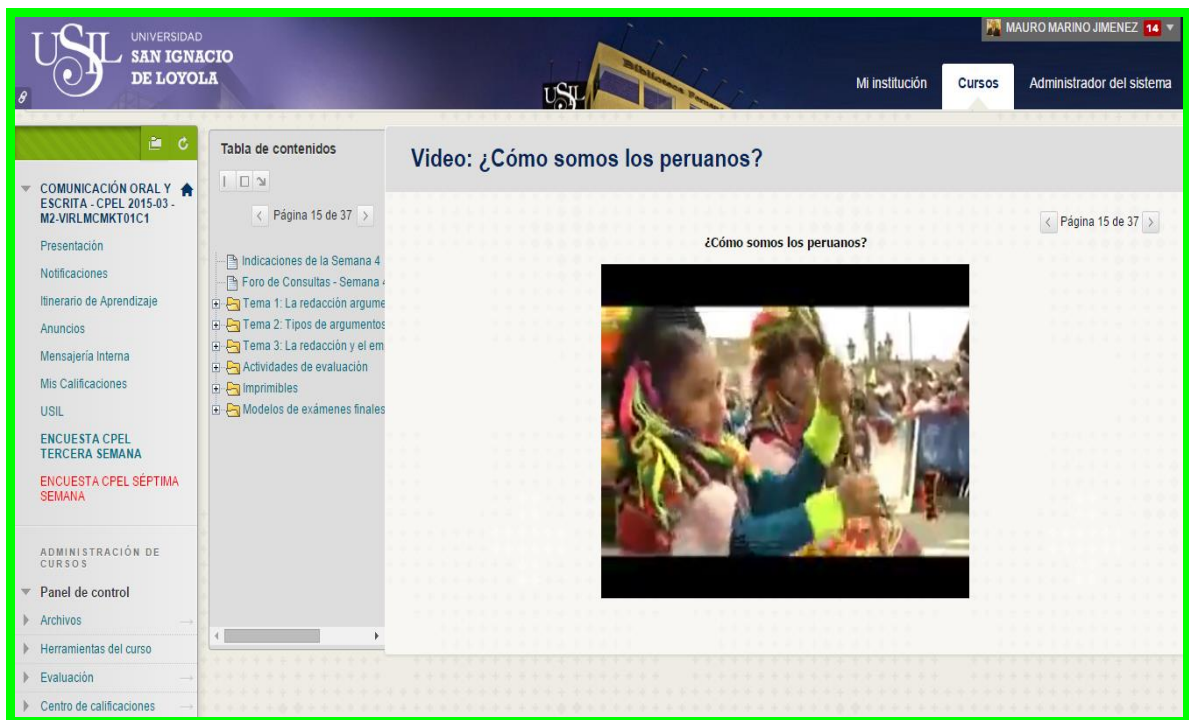 USIL
UNIVERSIDAD
SAN IGNACIO
DE LOYOLA
Biblioteca
USIL
MAURO MARINO JIMENEZ 14
Mi institución
Cursos
Administrador del sistema
COMUNICACIÓN ORAL Y
ESCRITA - CPEL 2015-03 -
M2-VIRLMCMKT01C1
Presentación
Notificaciones
Itinerario de Aprendizaje
Anuncios
Mensajería Interna
Mis Calificaciones
USIL
ENCUESTA CPEL
TERCERA SEMANA
ENCUESTA CPEL SÉPTIMA
SEMANA
ADMINISTRACIÓN DE
CURSOS
Panel de control
Archivos
Herramientas del curso
Evaluación
Centro de calificaciones
Tabla de contenidos
Página 15 de 37
Indicaciones de la Semana 4
Foro de Consultas - Semana
Tema 1: La redacción argume
Tema 2: Tipos de argumentos
Tema 3: La redacción y el em
Actividades de evaluación
Imprimibles
Modelos de exámenes finales
Video: ¿Cómo somos los peruanos?
Página 15 de 37
¿Cómo somos los peruanos?